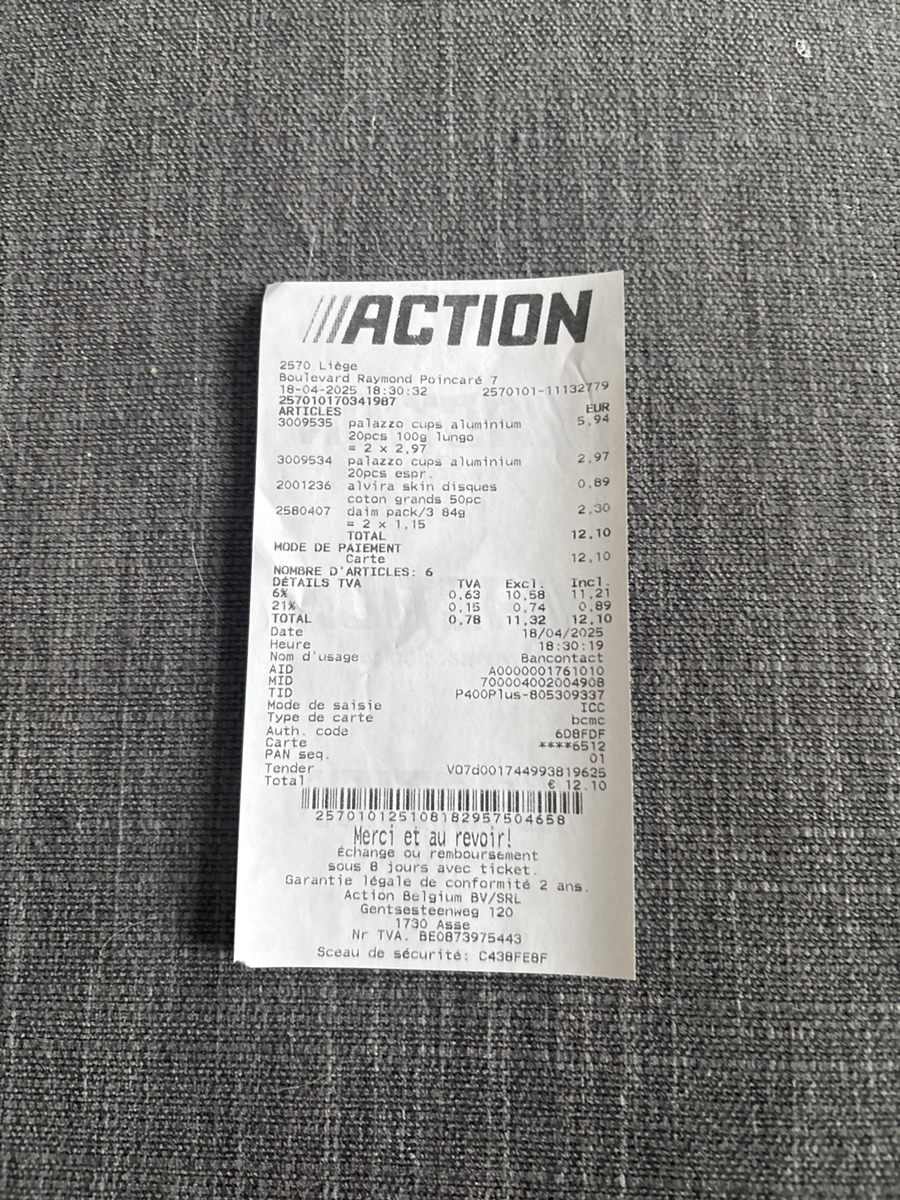 ///ACTION
2570 Liège
Boulevard Raymond Poincaré 7
18-04-2025 18:30:32 2570101-11132779
257010170341987
ARTICLES EUR
3009535 palazzo cups aluminium 5,94
20pcs 100g lungo
= 2 x 2,97
3009534 palazzo cups aluminium 2,97
20pcs espr.
2001236 alvira skin disques 0,89
coton grands 50pc
2580407 daim pack/3 84g 2,30
= 2 x 1,15
TOTAL 12,10
MODE DE PAIEMENT
Carte 12,10
NOMBRE D'ARTICLES: 6
DÉTAILS TVA TVA Excl. Incl.
6% 0,63 10,58 11,21
21% 0,15 0,74 0,89
TOTAL 0,78 11,32 12,10
Date 18/04/2025
Heure 18:30:19
Nom d'usage Bancontact
AID A0000001761010
MID 700004002004908
TID P400Plus-805309337
Mode de saisie ICC
Type de carte bcmc
Auth. code 6D8FDF
Carte ****6512
PAN seq. 01
Tender V07d001744993819625
Total € 12.10
257010125108182957504658
Merci et au revoir!
Échange ou remboursement
sous 8 jours avec ticket.
Garantie légale de conformité 2 ans.
Action Belgium BV/SRL
Gentsesteenweg 120
1730 Asse
Nr TVA. BE0873975443
Sceau de sécurité: C438FE8F